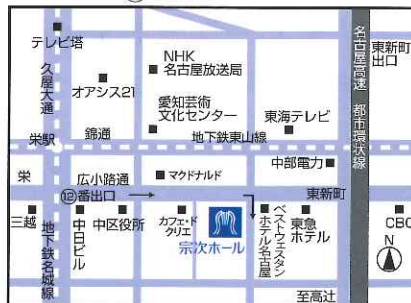 テレビ塔
久屋大通
オアシス21
NHK
名古屋放送局
愛知芸術
文化センター
東海テレビ
名古屋高速 都市環状線
東新町
出口
栄駅
錦通
地下鉄東山線
中部電力
栄
広小路通
マクドナルド
東新町
⑫番出口
三越
地下鉄名城線
中日ビル
中区役所
カフェ・ド
クリエ
宗次ホール
ベストウェスタン
ホテル名古屋
東急
ホテル
CBC
N
至高辻